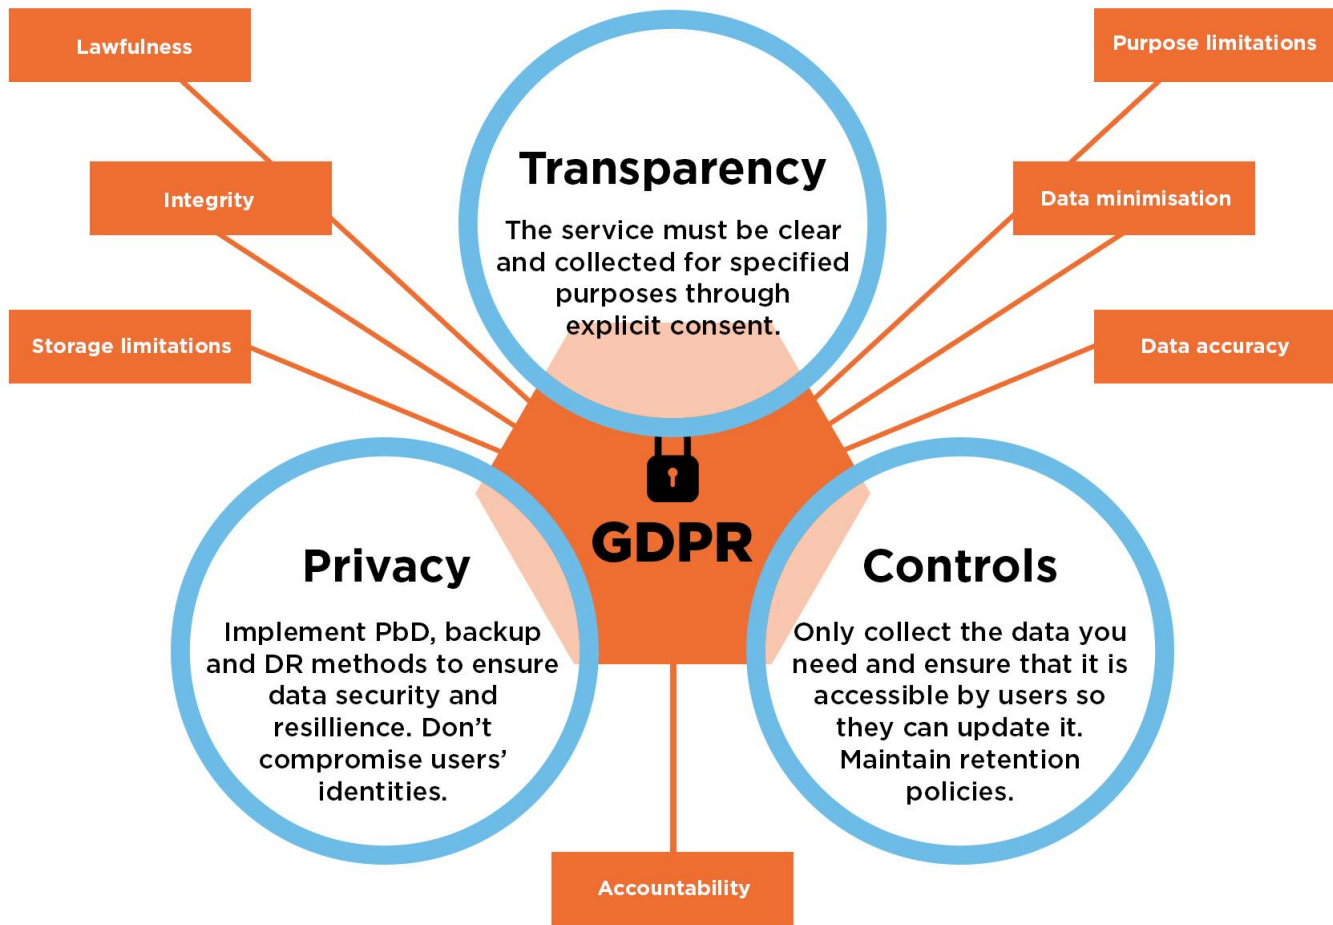 Lawfulness
Purpose limitations
Integrity
Data minimisation
Storage limitations
Data accuracy
Transparency
The service must be clear
and collected for specified
purposes through
explicit consent.
GDPR
Privacy
Implement PbD, backup
and DR methods to ensure
data security and
resillience. Don’t
compromise users’
identities.
Controls
Only collect the data you
need and ensure that it is
accessible by users so
they can update it.
Maintain retention
policies.
Accountability